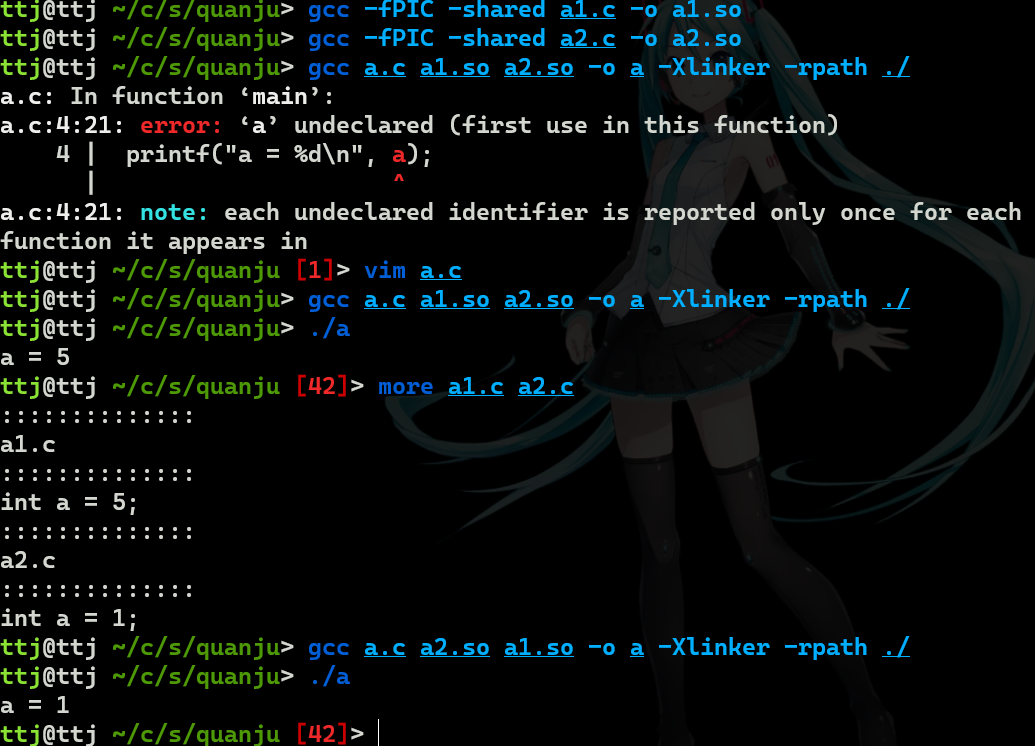 ttj@ttj ~/c/s/quanju> gcc -fPIC -shared a1.c -o a1.so
ttj@ttj ~/c/s/quanju> gcc -fPIC -shared a2.c -o a2.so
ttj@ttj ~/c/s/quanju> gcc a.c a1.so a2.so -o a -Xlinker -rpath ./
a.c: In function ‘main’:
a.c:4:21: error: ‘a’ undeclared (first use in this function)
    4 |  printf("a = %d\n", a);
      |                     ^
a.c:4:21: note: each undeclared identifier is reported only once for each
function it appears in
ttj@ttj ~/c/s/quanju [1]> vim a.c
ttj@ttj ~/c/s/quanju> gcc a.c a1.so a2.so -o a -Xlinker -rpath ./
ttj@ttj ~/c/s/quanju> ./a
a = 5
ttj@ttj ~/c/s/quanju [42]> more a1.c a2.c
::::::::::::::
a1.c
::::::::::::::
int a = 5;
::::::::::::::
a2.c
::::::::::::::
int a = 1;
ttj@ttj ~/c/s/quanju> gcc a.c a2.so a1.so -o a -Xlinker -rpath ./
ttj@ttj ~/c/s/quanju> ./a
a = 1
ttj@ttj ~/c/s/quanju [42]>